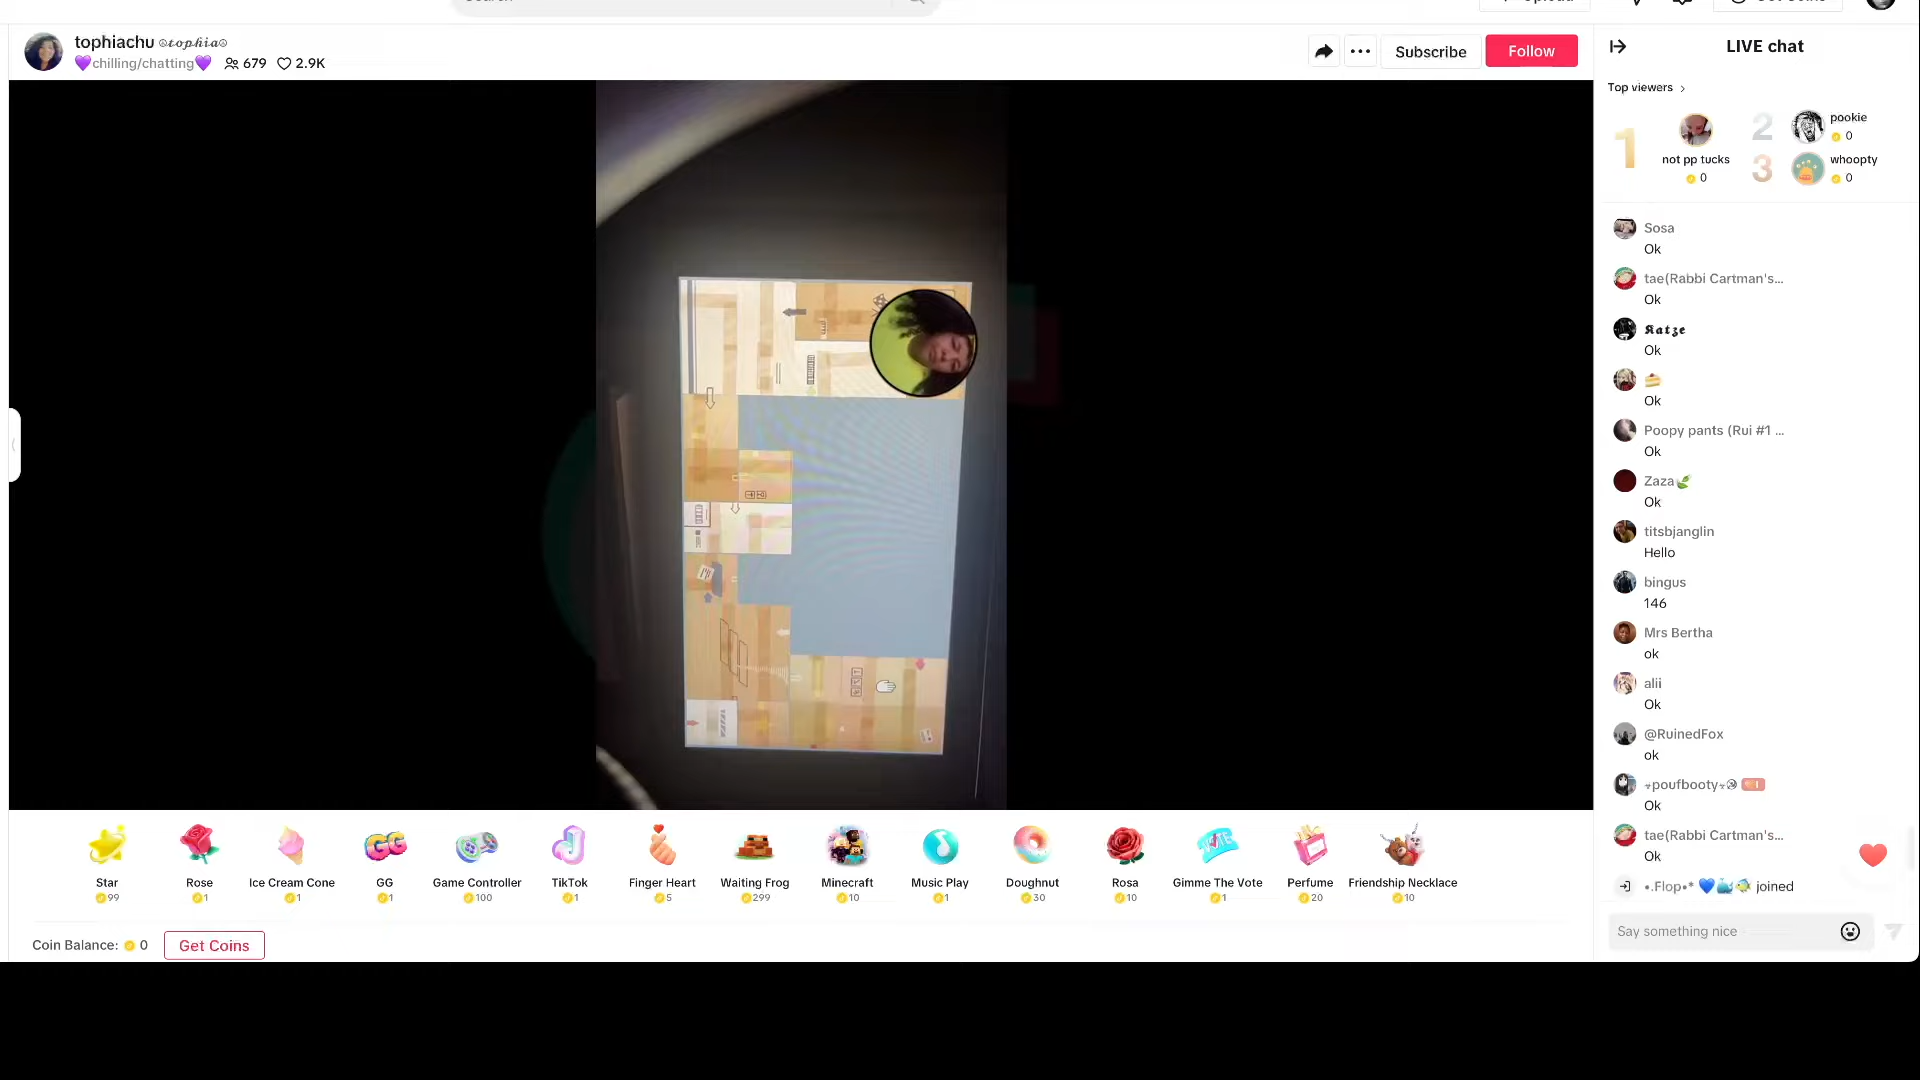 tophiachu ☮𝓽𝓸𝓹𝓱𝓲𝓪☮
💜chilling/chatting💜 679 2.9K
Subscribe
Follow
LIVE chat
Top viewers >
1
not pp tucks
0
2
pookie
0
3
whoopty
0
Sosa
Ok
tae(Rabbi Cartman's...
Ok
𝕶𝖆𝖙𝖟𝖊
Ok
🍰
Ok
Poopy pants (Rui #1 ...
Ok
Zaza🍃
Ok
titsbjanglin
Hello
bingus
146
Mrs Bertha
ok
alii
Ok
@RuinedFox
ok
poufbooty
Ok
tae(Rabbi Cartman's...
Ok
•.Flop•* 💙🐳🐠 joined
Say something nice
Star
99
Rose
1
Ice Cream Cone
1
GG
1
Game Controller
100
TikTok
1
Finger Heart
5
Waiting Frog
299
Minecraft
10
Music Play
1
Doughnut
30
Rosa
10
Gimme The Vote
1
Perfume
20
Friendship Necklace
10
Coin Balance: 0
Get Coins